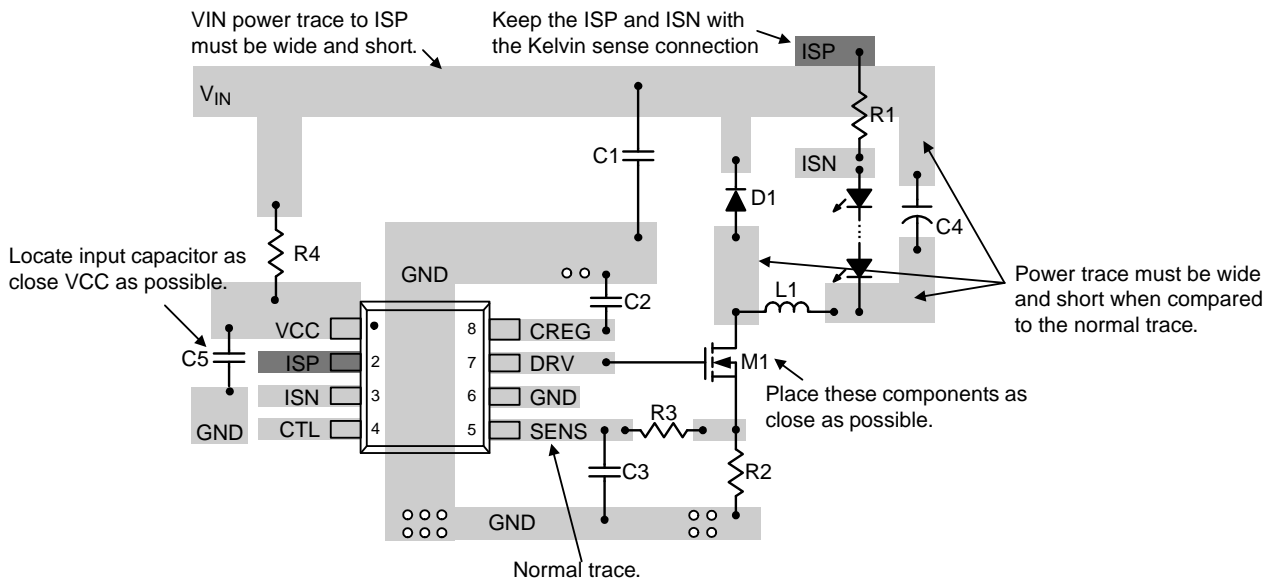 VIN power trace to ISP
must be wide and short.
Keep the ISP and ISN with
the Kelvin sense connection
ISP
VIN
R1
C1
ISN
D1
C4
Locate input capacitor as
close VCC as possible.
R4
GND
C2
L1
Power trace must be wide
and short when compared
to the normal trace.
VCC
8
CREG
C5
ISP
2
7
DRV
M1
ISN
3
6
GND
Place these components as
close as possible.
GND
CTL
4
5
SENS
R3
C3
R2
GND
Normal trace.